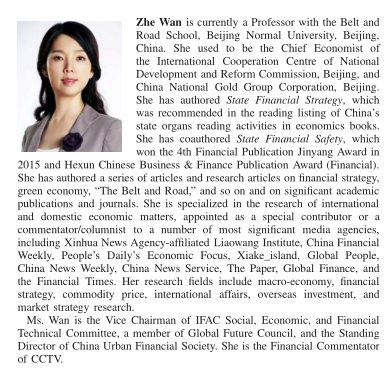 Zhe Wan is currently a Professor with the Belt and
Road School, Beijing Normal University, Beijing,
China. She used to be the Chief Economist of
the International Cooperation Centre of National
Development and Reform Commission, Beijing, and
China National Gold Group Corporation, Beijing.
She has authored State Financial Strategy, which
was recommended in the reading listing of China's
state organs reading activities in economics books.
She has coauthored State Financial Safety, which
won the 4th Financial Publication Jinyang Award in
2015 and Hexun Chinese Business & Finance Publication Award (Financial).
She has authored a series of articles and research articles on financial strategy,
green economy, “The Belt and Road,” and so on and on significant academic
publications and journals. She is specialized in the research of international
and domestic economic matters, appointed as a special contributor or a
commentator/columnist to a number of most significant media agencies,
including Xinhua News Agency-affiliated Liaowang Institute, China Financial
Weekly, People's Daily's Economic Focus, Xiake_island, Global People,
China News Weekly, China News Service, The Paper, Global Finance, and
the Financial Times. Her research fields include macro-economy, financial
strategy, commodity price, international affairs, overseas investment, and
market strategy research.
Ms. Wan is the Vice Chairman of IFAC Social, Economic, and Financial
Technical Committee, a member of Global Future Council, and the Standing
Director of China Urban Financial Society. She is the Financial Commentator
of CCTV.